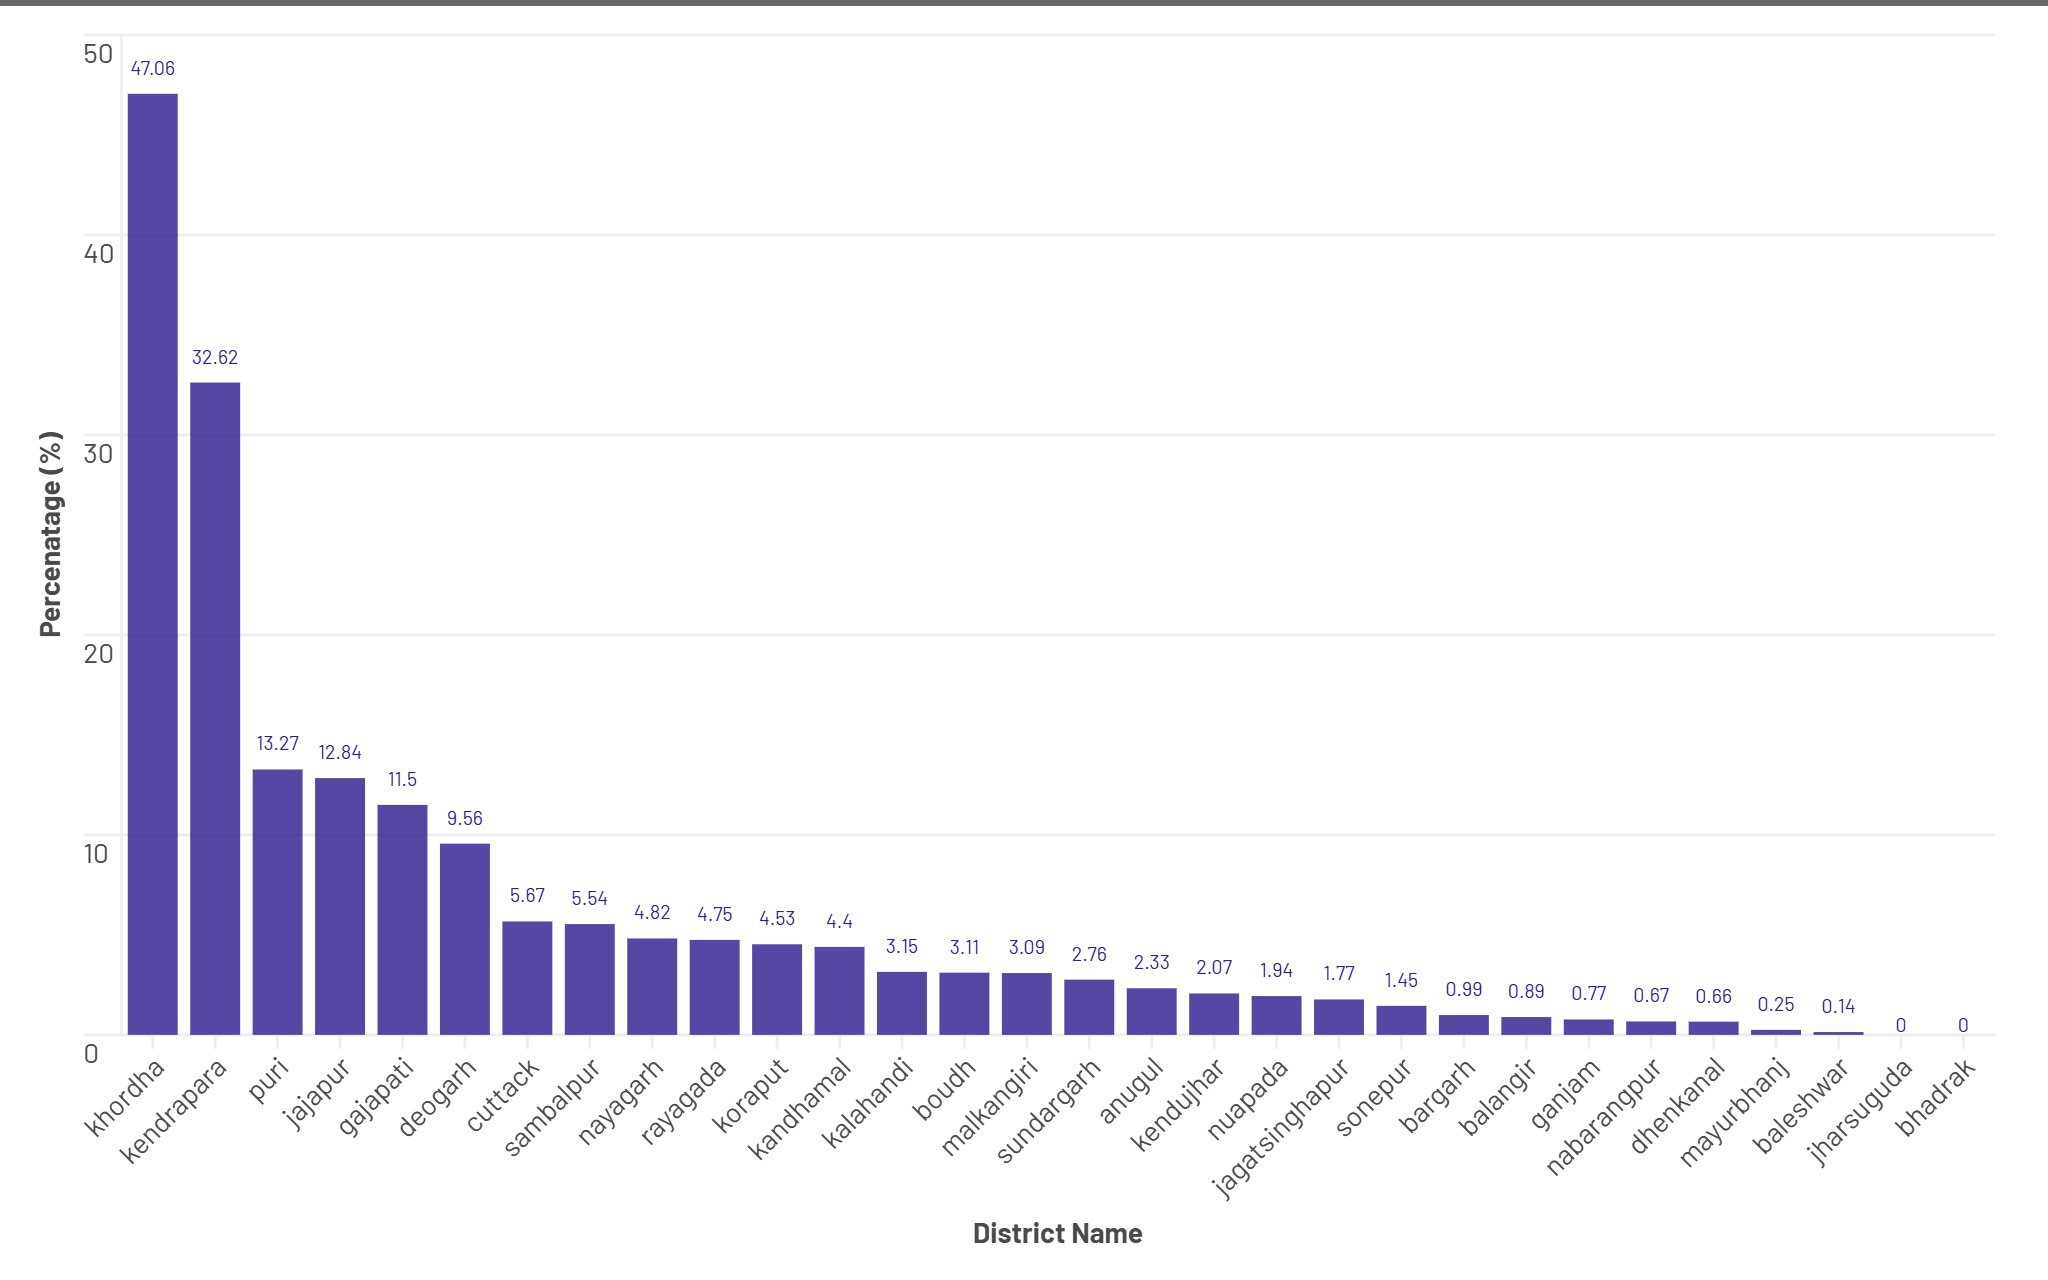 50
40
30
20
10
0
Percenatage (%)
47.06
32.62
13.27
12.84
11.5
9.56
5.67
5.54
4.82
4.75
4.53
4.4
3.15
3.11
3.09
2.76
2.33
2.07
1.94
1.77
1.45
0.99
0.89
0.77
0.67
0.66
0.25
0.14
0
0
khordha
kendrapara
puri
jajapur
gajapati
deogarh
cuttack
sambalpur
nayagarh
rayagada
koraput
kandhamal
kalahandi
boudh
malkangiri
sundargarh
anugul
kendujhar
nuapada
jagatsinghapur
sonepur
bargarh
balangir
ganjam
nabarangpur
dhenkanal
mayurbhanj
baleshwar
jharsuguda
bhadrak
District Name